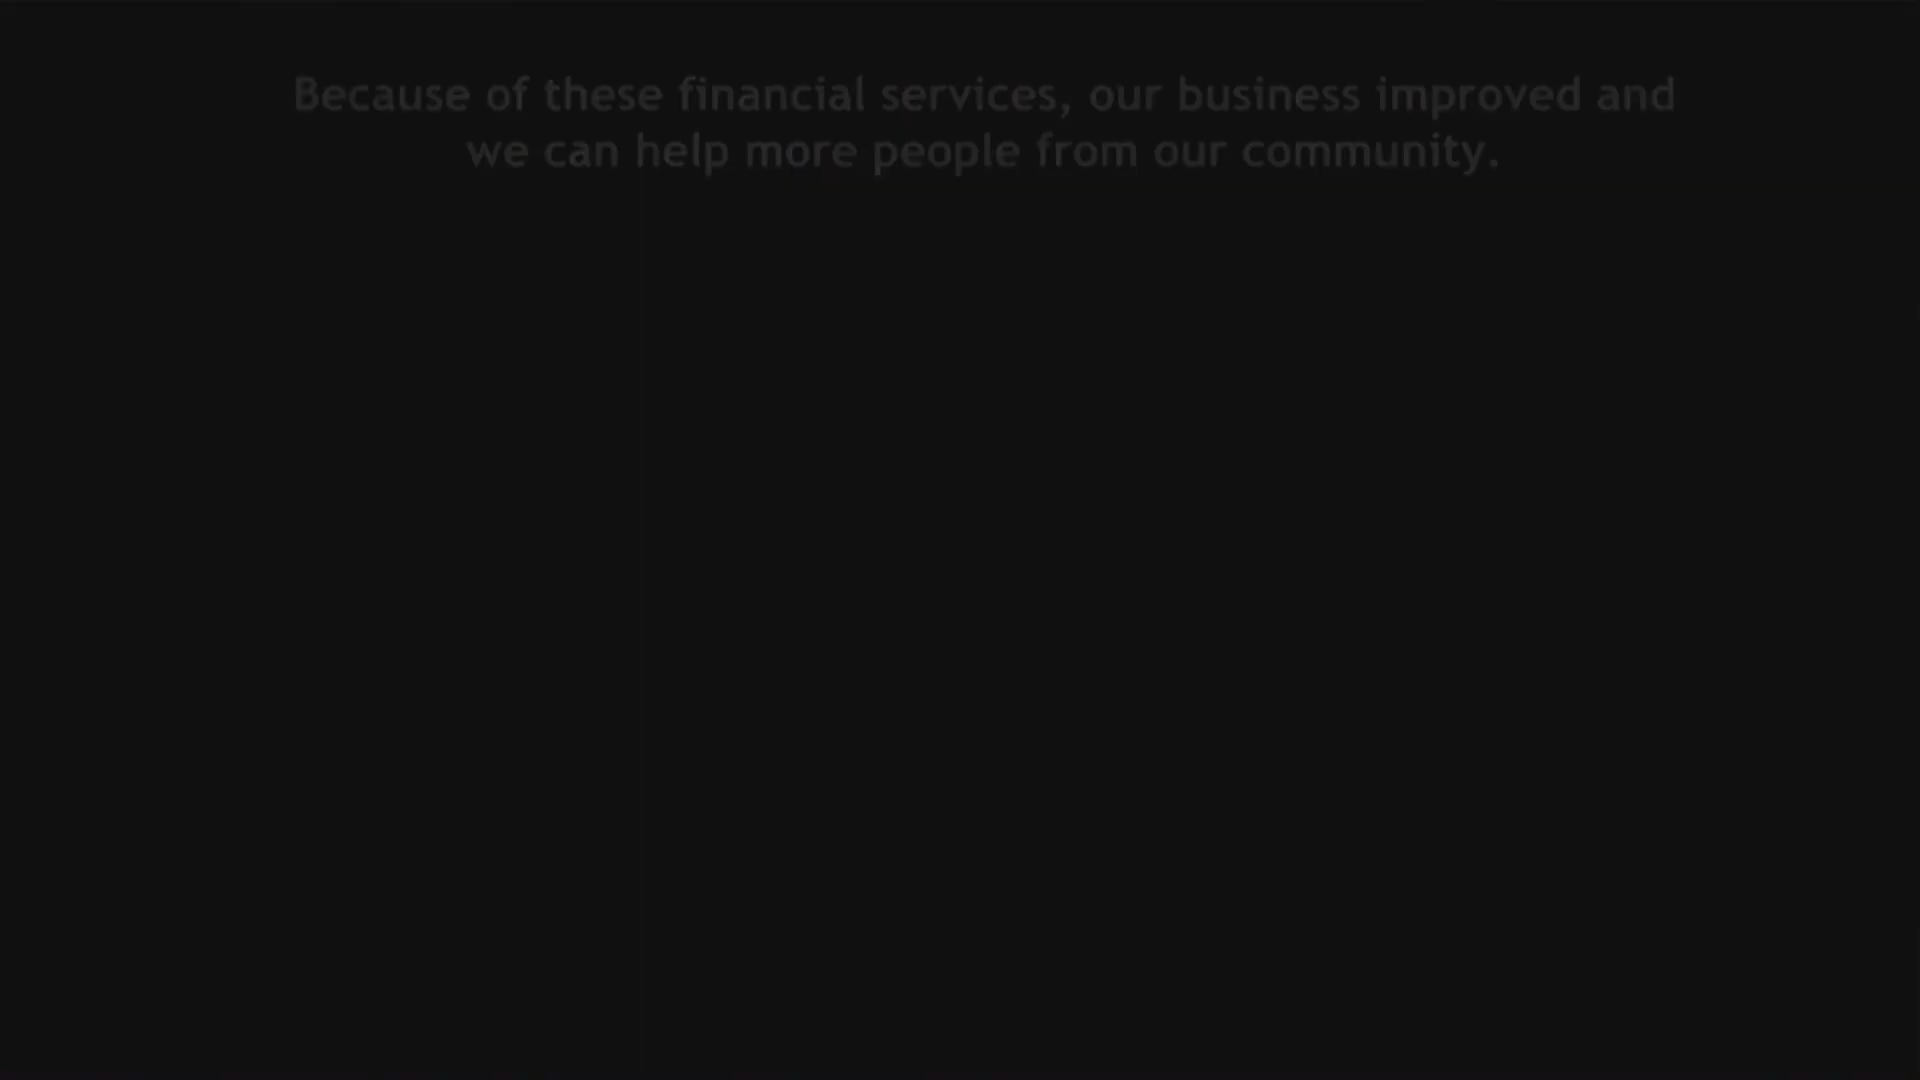 Because of these financial services, our business improved and
we can help more people from our community.